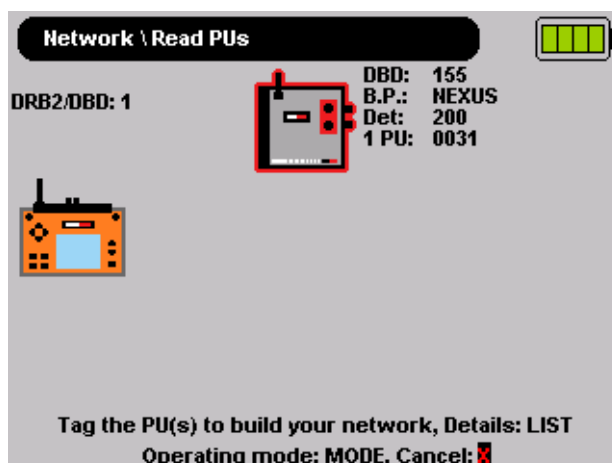 Network \ Read PUs
DRB2/DBD: 1
DBD: 155
B.P.: NEXUS
Det: 200
1 PU: 0031
Tag the PU(s) to build your network, Details: LIST
Operating mode: MODE, Cancel: X